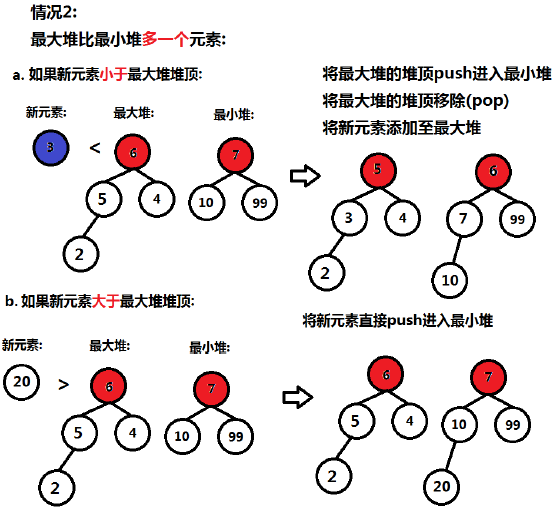 情况2:
最大堆比最小堆多一个元素:
a. 如果新元素小于最大堆堆顶:
将最大堆的堆顶push进入最小堆
将最大堆的堆顶移除(pop)
将新元素添加至最大堆
新元素: 最大堆: 最小堆:
3 < 6 7
5 4 10 99
2
5 6
3 4 7 99
2 10
b. 如果新元素大于最大堆堆顶:
将新元素直接push进入最小堆
新元素: 最大堆: 最小堆:
20 > 6 7
5 4 10 99
2
6 7
5 4 10 99
2 20